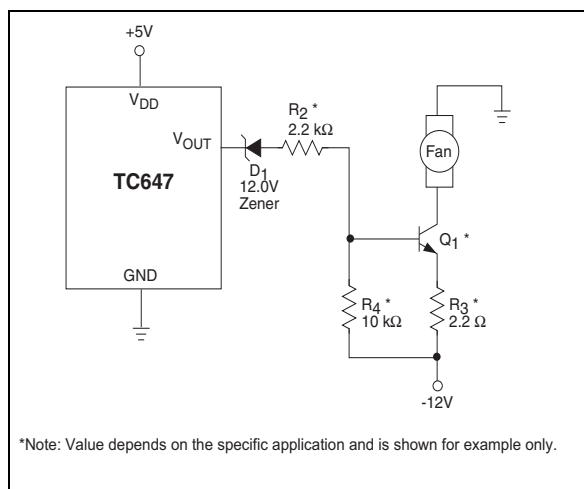 +5V
VDD
R2 *
2.2 kΩ
VOUT
Fan
TC647
D1
12.0V
Zener
Q1 *
GND
R4 *
10 kΩ
R3 *
2.2 Ω
-12V
*Note: Value depends on the specific application and is shown for example only.